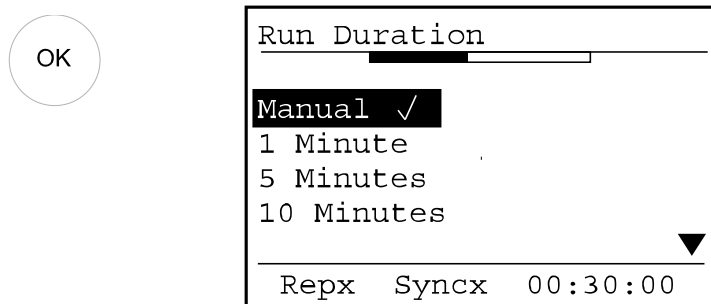 OK
Run Duration
Manual ✓
1 Minute
5 Minutes
10 Minutes
Repx Syncx 00:30:00